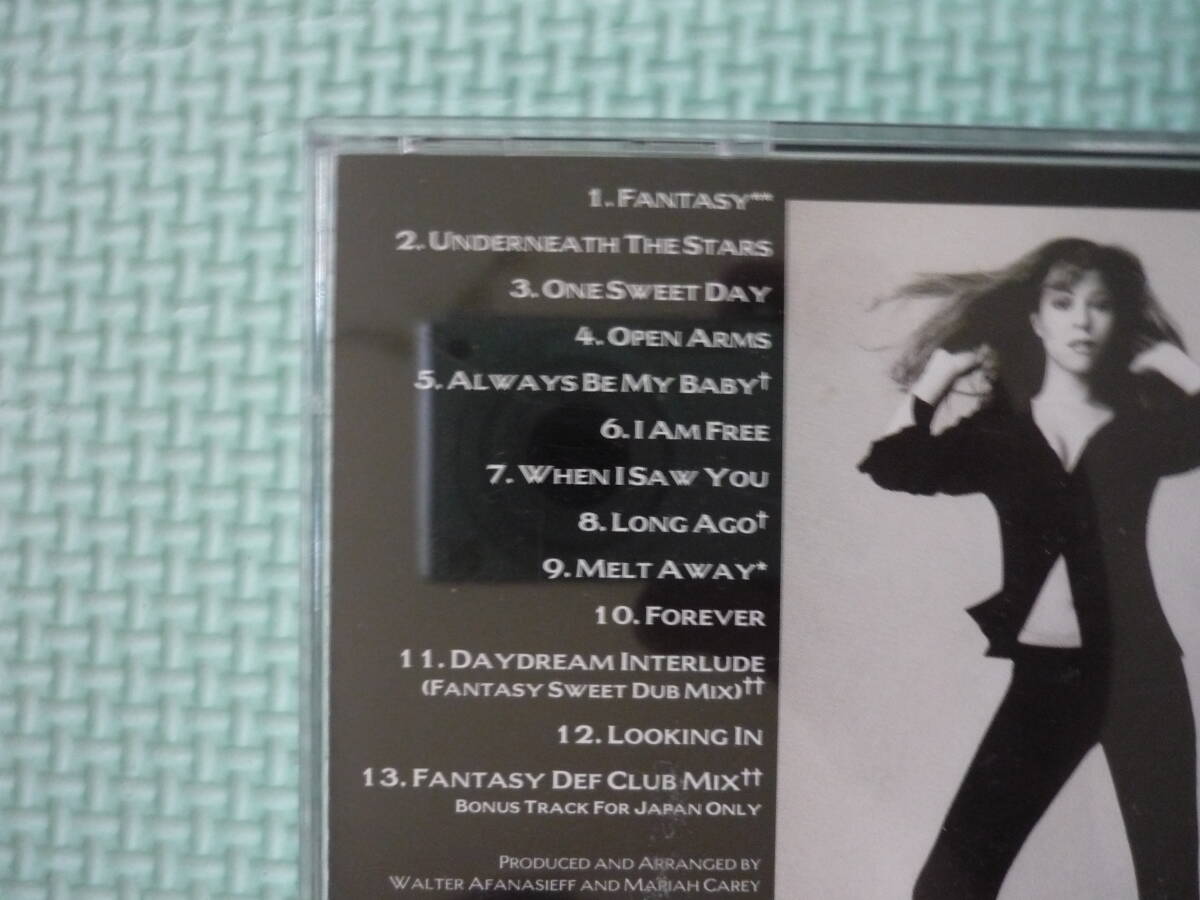 1. FANTASY**
2. UNDERNEATH THE STARS
3. ONE SWEET DAY
4. OPEN ARMS
5. ALWAYS BE MY BABY†
6. I AM FREE
7. WHEN I SAW YOU
8. LONG AGO†
9. MELT AWAY*
10. FOREVER
11. DAYDREAM INTERLUDE
(FANTASY SWEET DUB MIX)††
12. LOOKING IN
13. FANTASY DEF CLUB MIX††
BONUS TRACK FOR JAPAN ONLY
PRODUCED AND ARRANGED BY
WALTER AFANASIEFF AND MARIAH CAREY